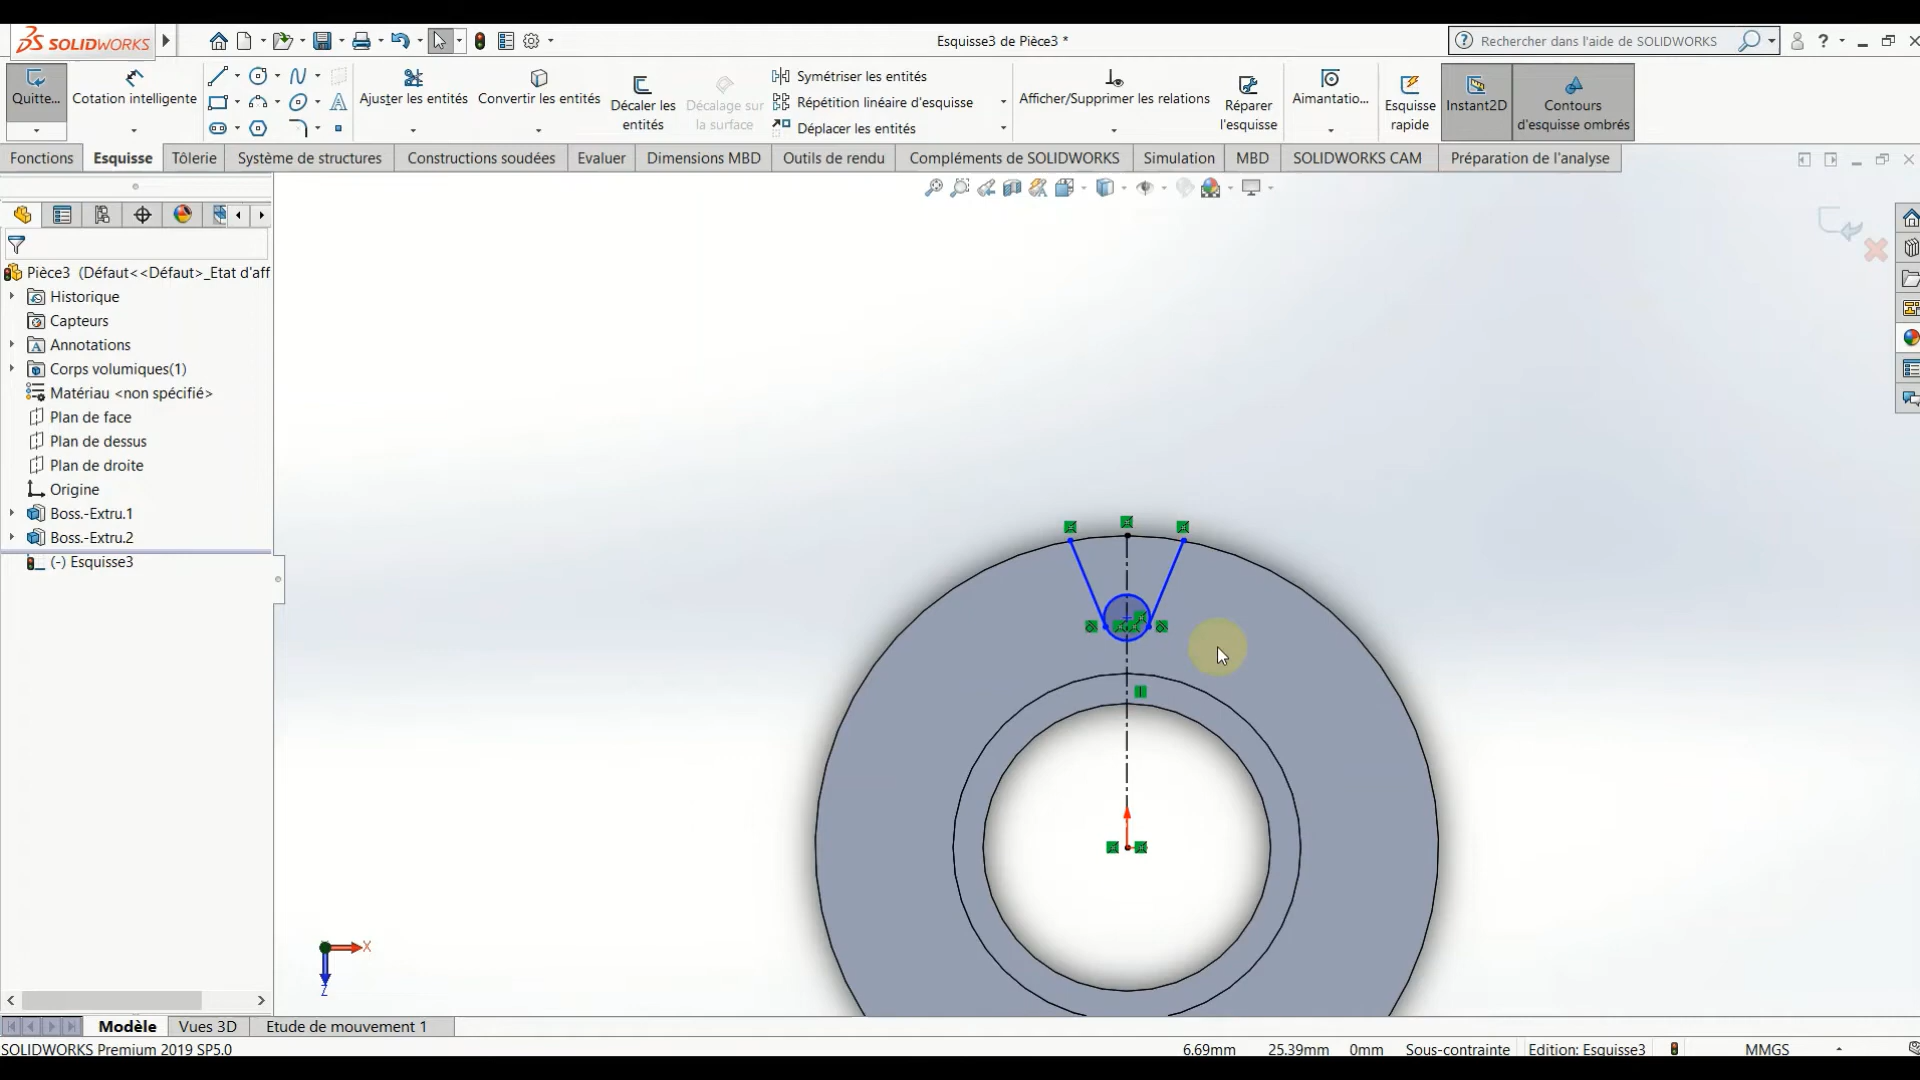 SOLIDWORKS
Esquisse3 de Pièce3 *
Rechercher dans l'aide de SOLIDWORKS
Quitte...
Cotation intelligente
Ajuster les entités
Convertir les entités
Décaler les
entités
Décalage sur
la surface
Symétriser les entités
Répétition linéaire d'esquisse
Déplacer les entités
Afficher/Supprimer les relations
Réparer
l'esquisse
Aimantatio...
Esquisse
rapide
Instant2D
Contours
d'esquisse ombrés
Fonctions
Esquisse
Tôlerie
Système de structures
Constructions soudées
Evaluer
Dimensions MBD
Outils de rendu
Compléments de SOLIDWORKS
Simulation
MBD
SOLIDWORKS CAM
Préparation de l'analyse
Pièce3 (Défaut<<Défaut>_Etat d'aff
Historique
Capteurs
Annotations
Corps volumiques(1)
Matériau <non spécifié>
Plan de face
Plan de dessus
Plan de droite
Origine
Boss.-Extru.1
Boss.-Extru.2
(-) Esquisse3
X
Z
Modèle
Vues 3D
Etude de mouvement 1
SOLIDWORKS Premium 2019 SP5.0
6.69mm
25.39mm
0mm
Sous-contrainte
Edition: Esquisse3
MMGS